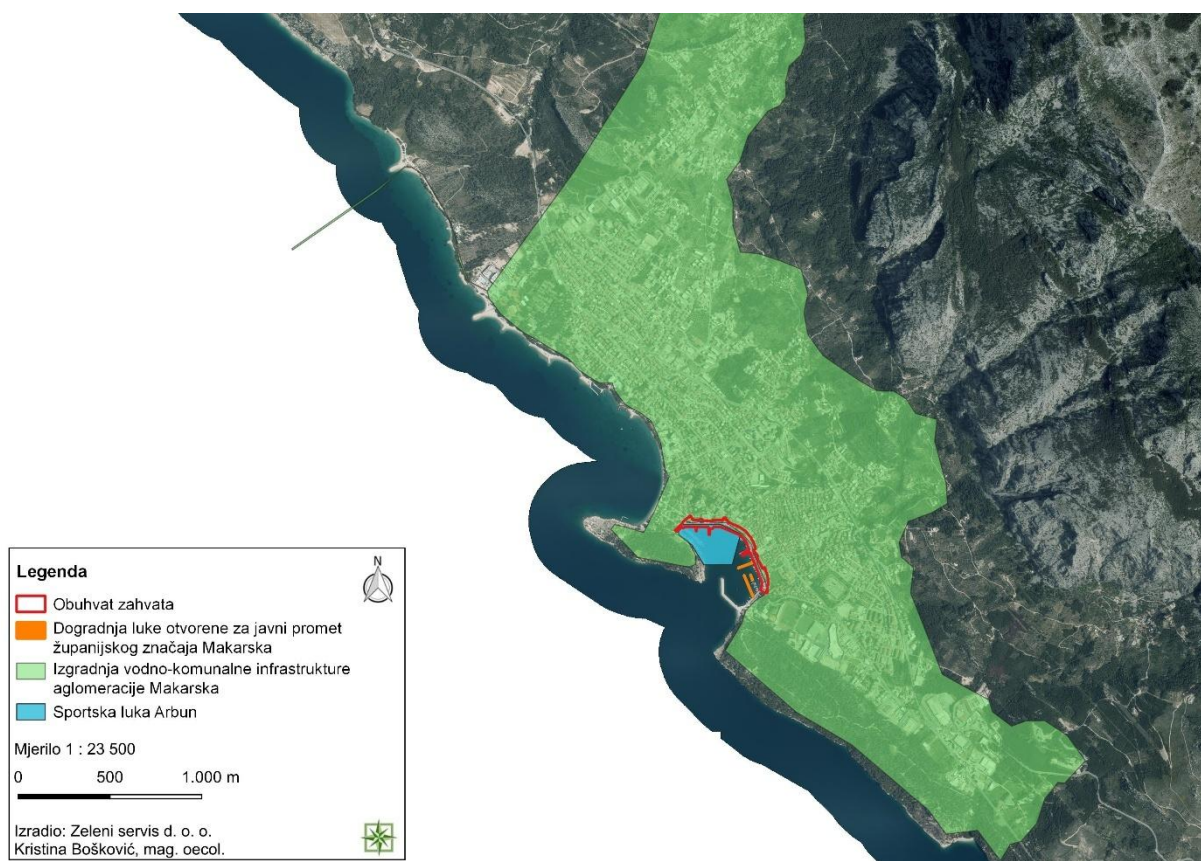 Legenda
N
Obuhvat zahvata
Dogradnja luke otvorene za javni promet
županijskog značaja Makarska
Izgradnja vodno-komunalne infrastrukture
aglomeracije Makarska
Sportska luka Arbun
Mjerilo 1 : 23 500
0 500 1.000 m
Izradio: Zeleni servis d. o. o.
Kristina Bošković, mag. oecol.